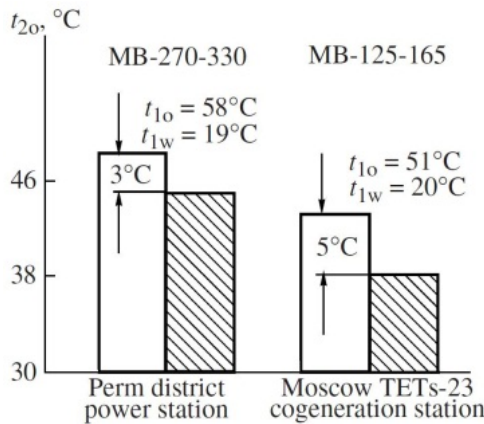 t2o, °C
MB-270-330
MB-125-165
t1o = 58°C
t1w = 19°C
t1o = 51°C
t1w = 20°C
46
3°C
5°C
38
30
Perm district
power station
Moscow TETs-23
cogeneration station